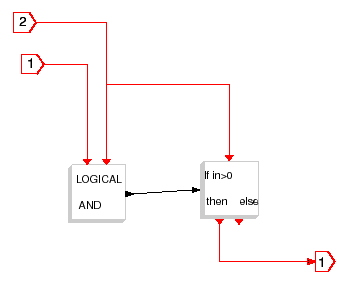 2
1
LOGICAL
AND
If in>0
then else
1